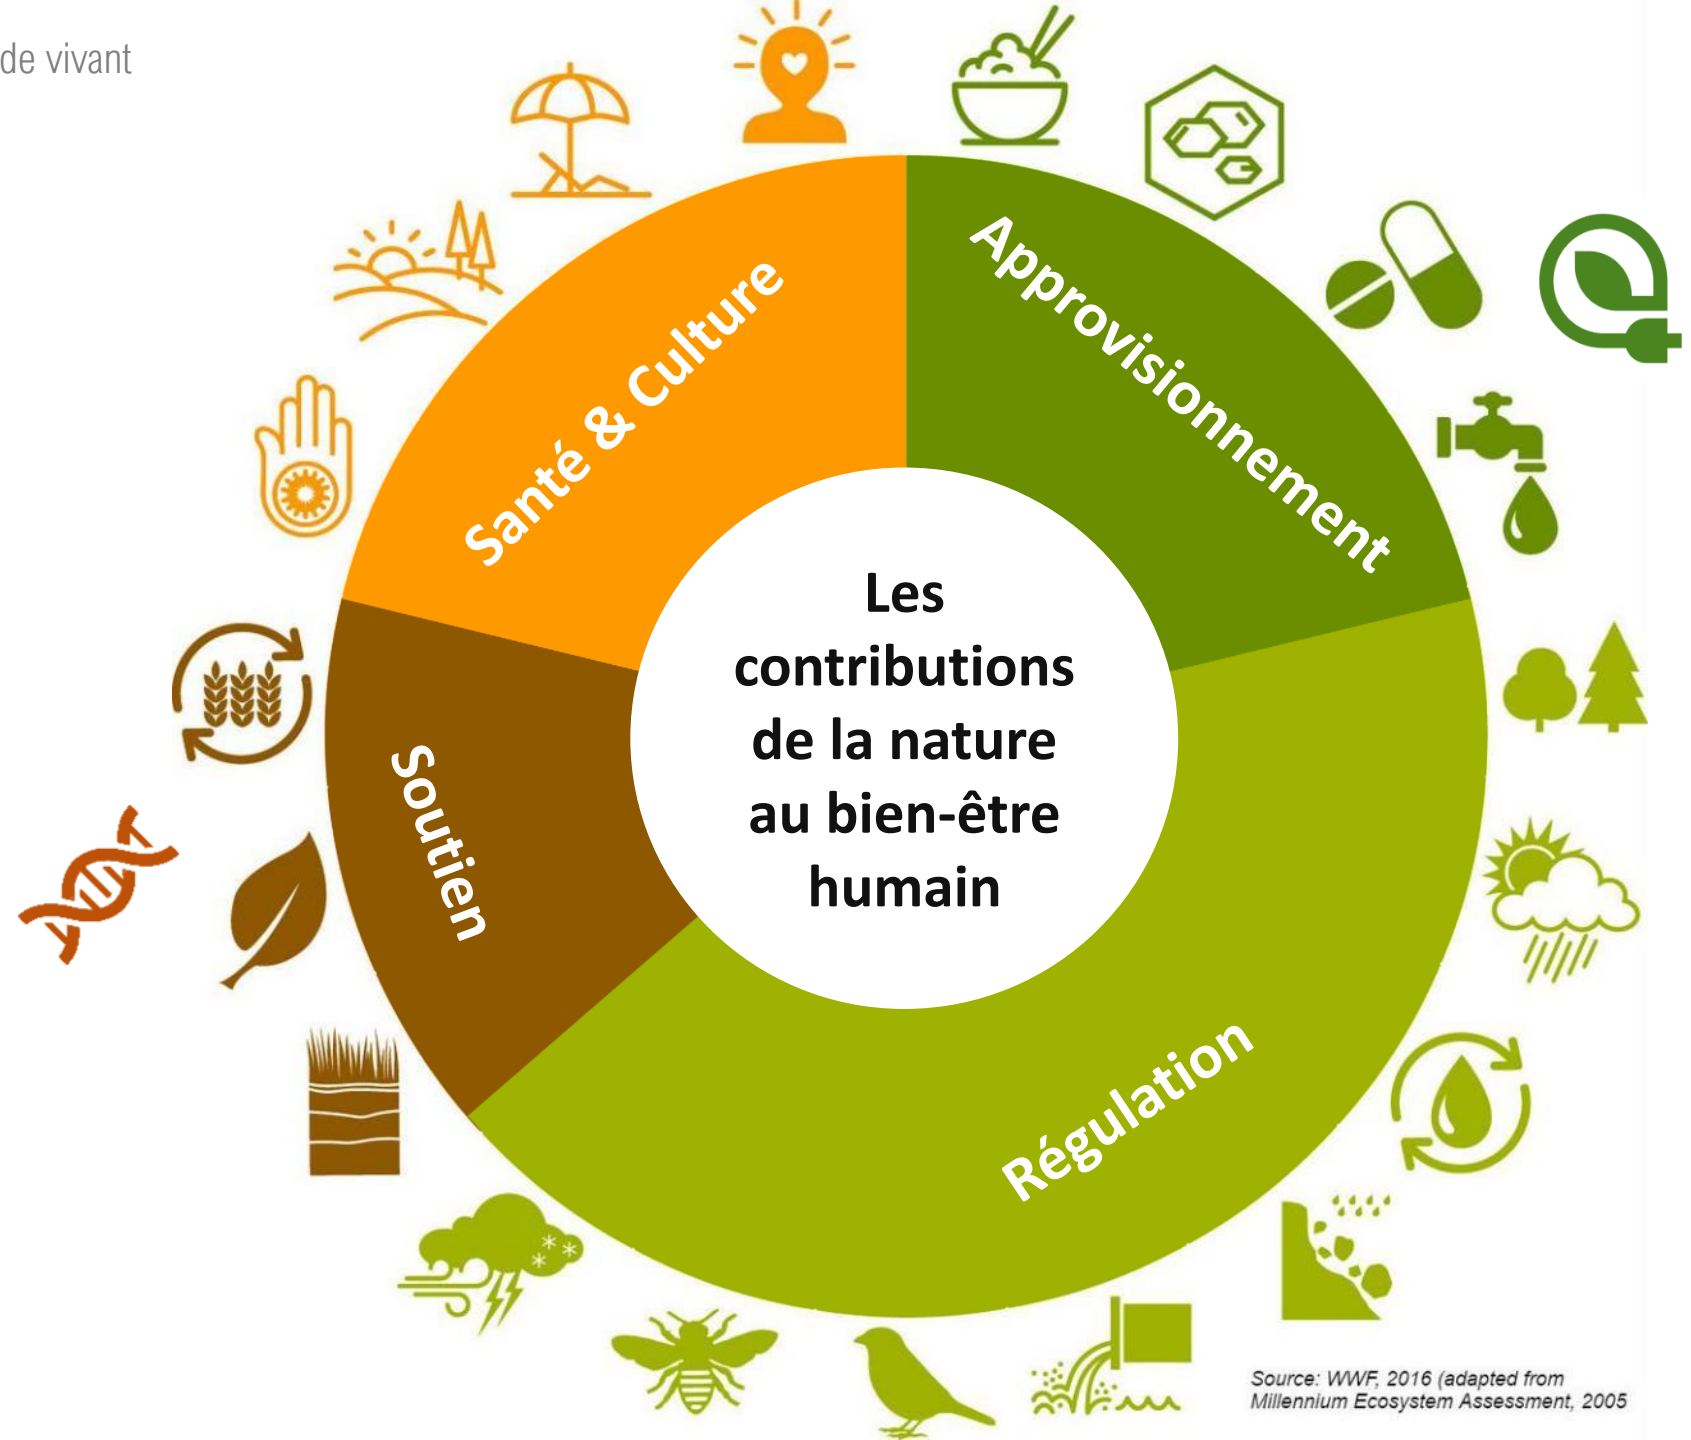 de vivant
Santé & Culture
Approvisionnement
Les
contributions
de la nature
au bien-être
humain
Soutien
Régulation
Source: WWF, 2016 (adapted from
Millennium Ecosystem Assessment, 2005